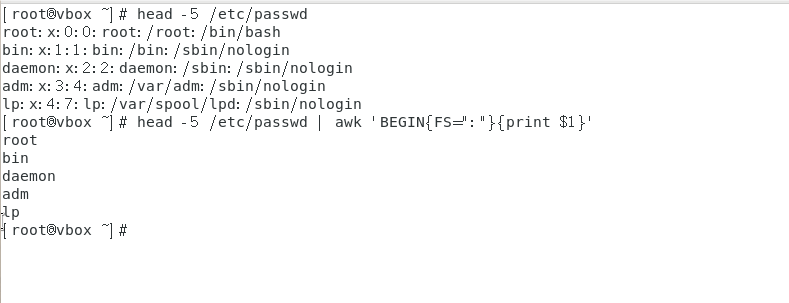 [root@vbox ~]# head -5 /etc/passwd
root:x:0:0:root:/root:/bin/bash
bin:x:1:1:bin:/bin:/sbin/nologin
daemon:x:2:2:daemon:/sbin:/sbin/nologin
adm:x:3:4:adm:/var/adm:/sbin/nologin
lp:x:4:7:lp:/var/spool/lpd:/sbin/nologin
[root@vbox ~]# head -5 /etc/passwd | awk 'BEGIN{FS=":"}{print $1}'
root
bin
daemon
adm
lp
[root@vbox ~]#